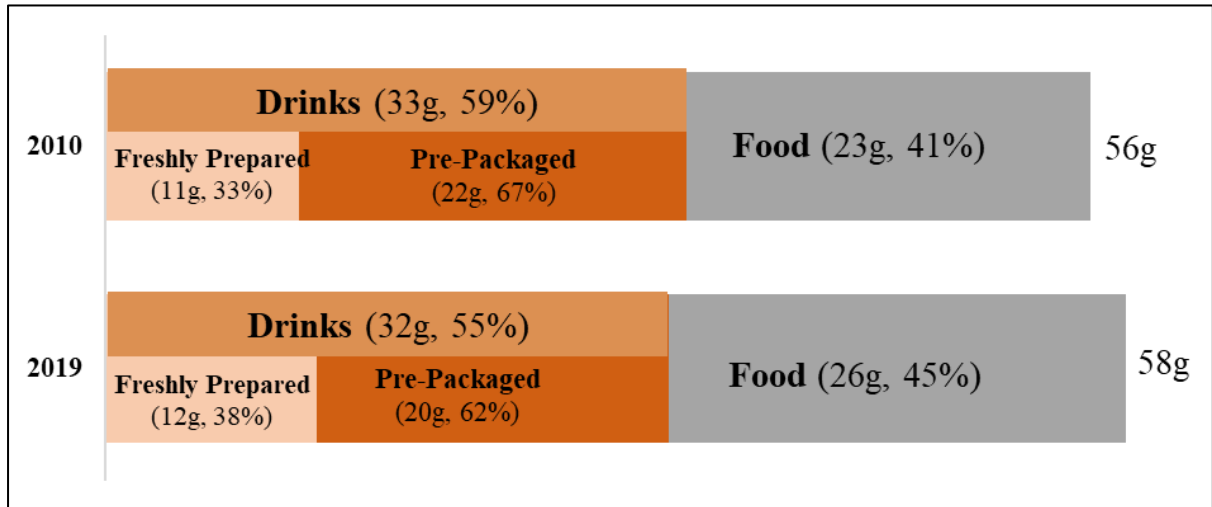 2010
Drinks (33g, 59%)
Freshly Prepared
(11g, 33%)
Pre-Packaged
(22g, 67%)
Food (23g, 41%)
56g
2019
Drinks (32g, 55%)
Freshly Prepared
(12g, 38%)
Pre-Packaged
(20g, 62%)
Food (26g, 45%)
58g